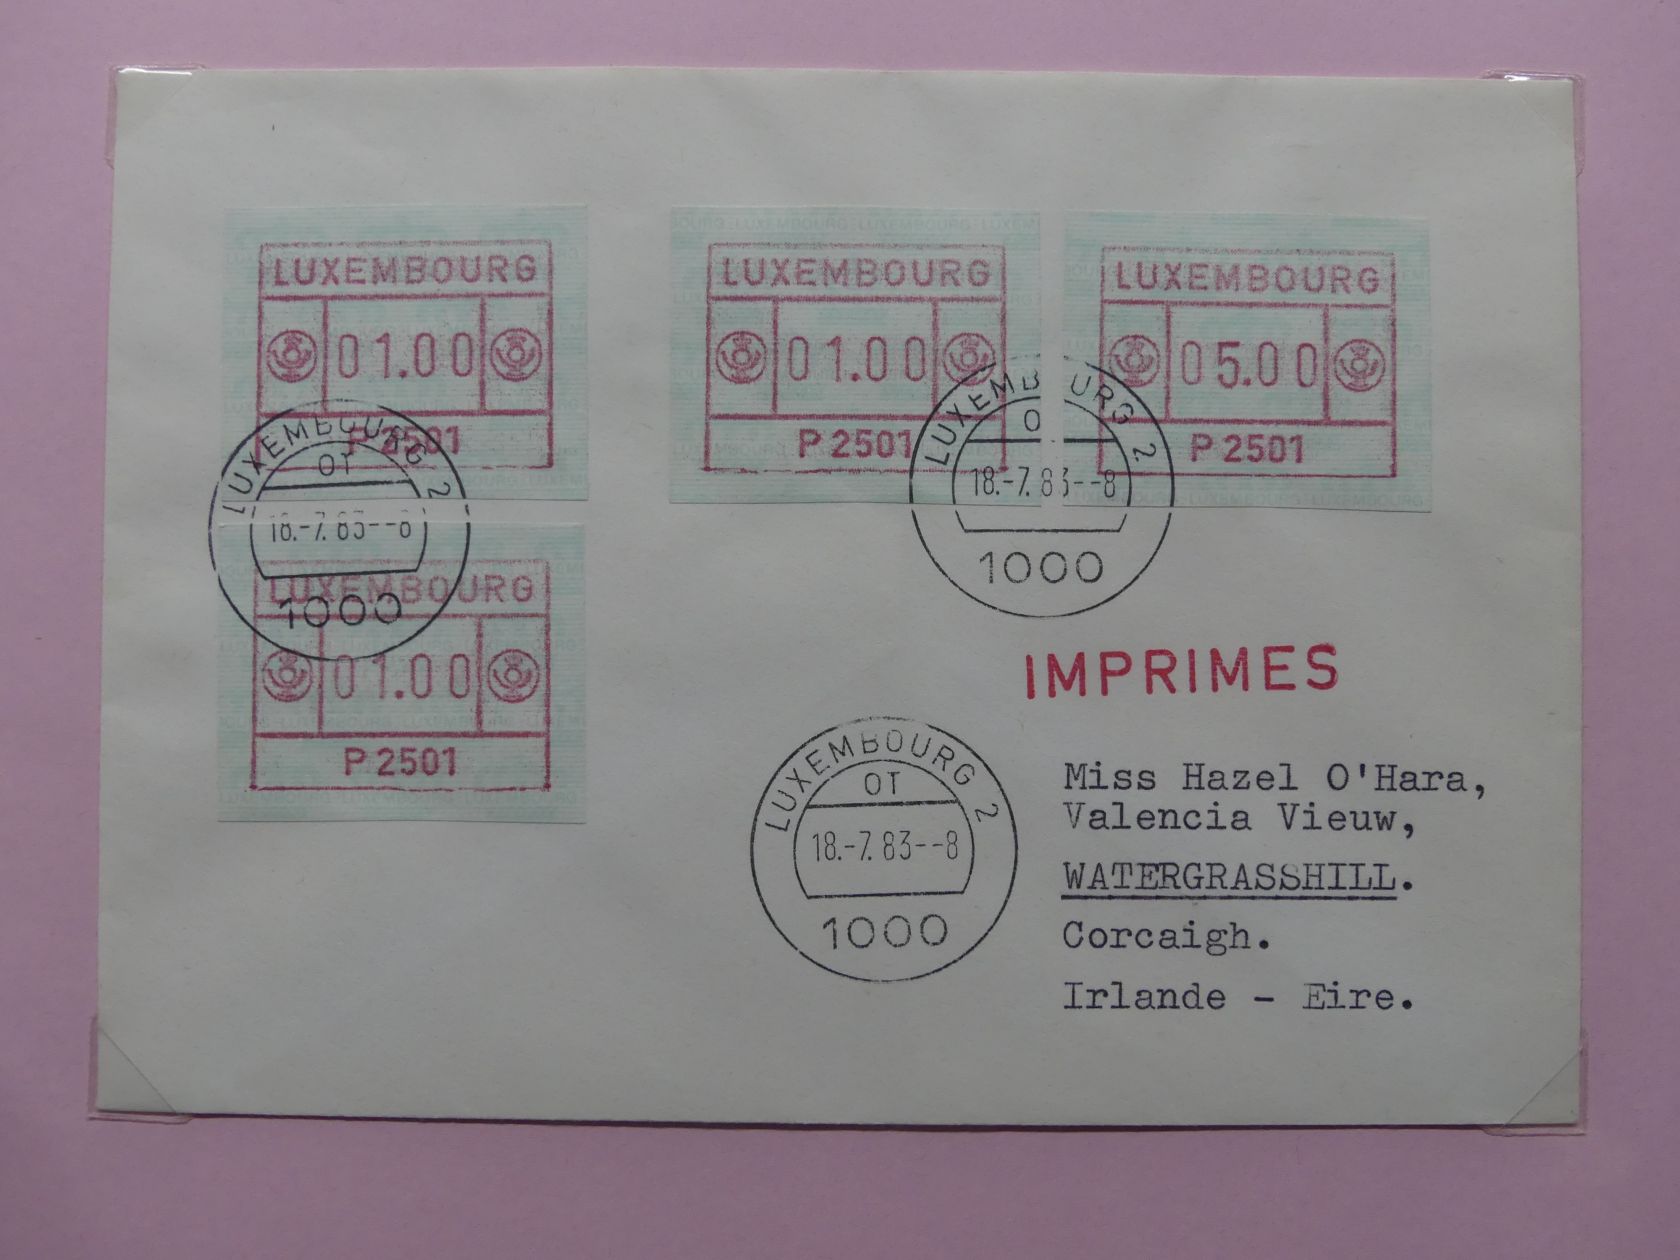 LUXEMBOURG
01.00
P 2501
LUXEMBOURG
01.00
P 2501
LUXEMBOURG
05.00
P 2501
LUXEMBOURG 2
OT
18.-7.83--8
1000
LUXEMBOURG 2
O
18.-7.83--8
1000
LUXEMBOURG
01.00
P 2501
IMPRIMES
LUXEMBOURG 2
OT
18.-7.83--8
1000
Miss Hazel O'Hara,
Valencia Vieuw,
WATERGRASSHILL.
Corcaigh.
Irlande - Eire.